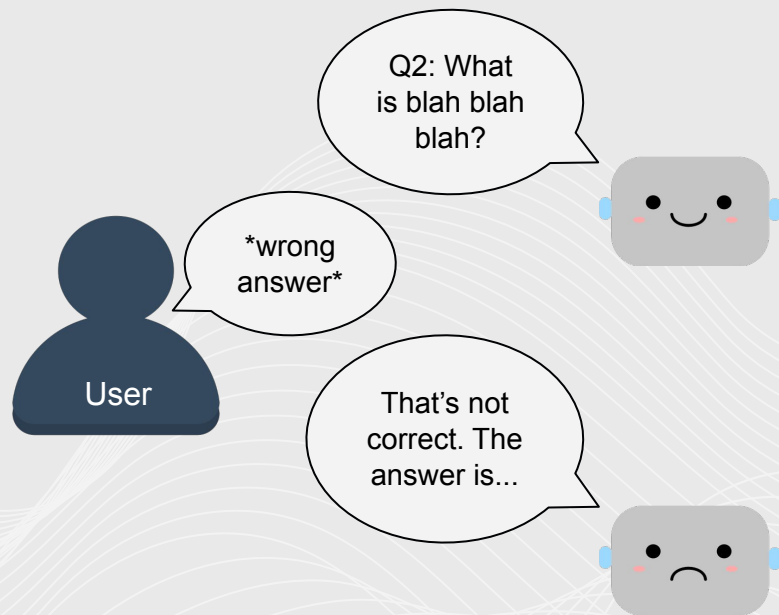 Q2: What
is blah blah
blah?
*wrong
answer*
User
That’s not
correct. The
answer is...